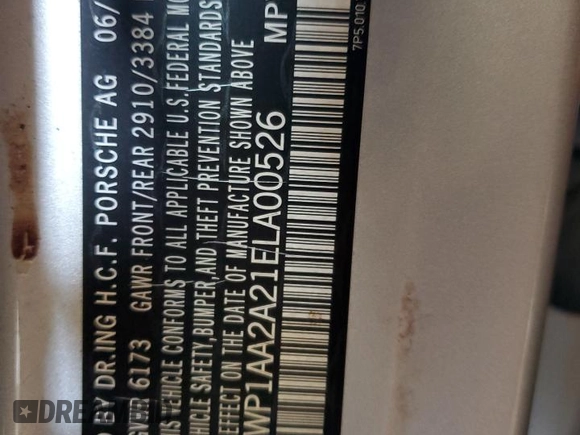 BY DR.ING H.C.F. PORSCHE AG 06/
GVWR 6173 GAWR FRONT/REAR 2910/3384
THIS VEHICLE CONFORMS TO ALL APPLICABLE U.S.FEDERAL MO
VEHICLE SAFETY,BUMPER,AND THEFT PREVENTION STANDARDS
EFFECT ON THE DATE OF MANUFACTURE SHOWN ABOVE
WP1AA2A21ELA00526 MP
7P5.010.
DREAMBID